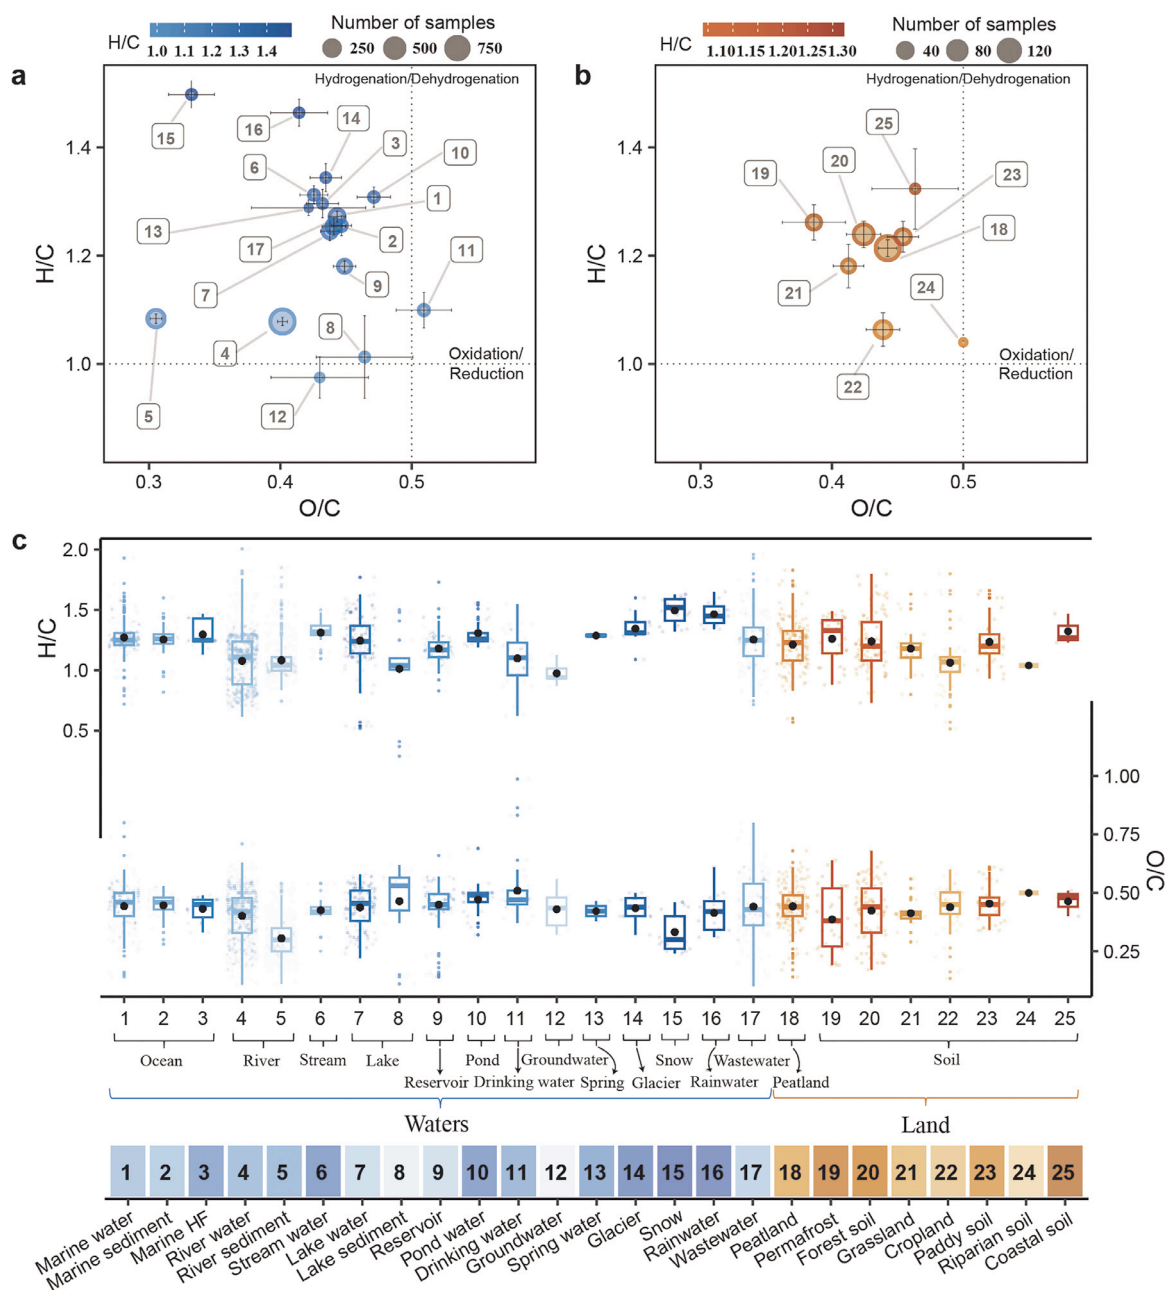 H/C
1.0 1.1 1.2 1.3 1.4
Number of samples
250 500 750
H/C
1.10 1.15 1.20 1.25 1.30
Number of samples
40 80 120
a
Hydrogenation/Dehydrogenation
15
16
14
3
10
6
1
13
17
2
11
7
9
4
8
5
12
Oxidation/
Reduction
1.4
1.2
1.0
H/C
0.3 0.4 0.5
O/C
b
Hydrogenation/Dehydrogenation
25
20
19
23
18
21
24
22
Oxidation/
Reduction
1.4
1.2
1.0
H/C
0.3 0.4 0.5
O/C
c
2.0
1.5
1.0
0.5
H/C
1.00
0.75
0.50
0.25
O/C
1 2 3 4 5 6 7 8 9 10 11 12 13 14 15 16 17 18 19 20 21 22 23 24 25
Ocean River Stream Lake Pond Groundwater Snow Wastewater Soil
Reservoir Drinking water Spring Glacier Rainwater Peatland
Waters Land
1 2 3 4 5 6 7 8 9 10 11 12 13 14 15 16 17 18 19 20 21 22 23 24 25
Marine water
Marine sediment
Marine HF
River water
River sediment
Stream water
Lake water
Lake sediment
Reservoir
Pond water
Drinking water
Groundwater
Spring water
Glacier
Snow
Rainwater
Wastewater
Peatland
Permafrost
Forest soil
Grassland
Cropland
Paddy soil
Riparian soil
Coastal soil